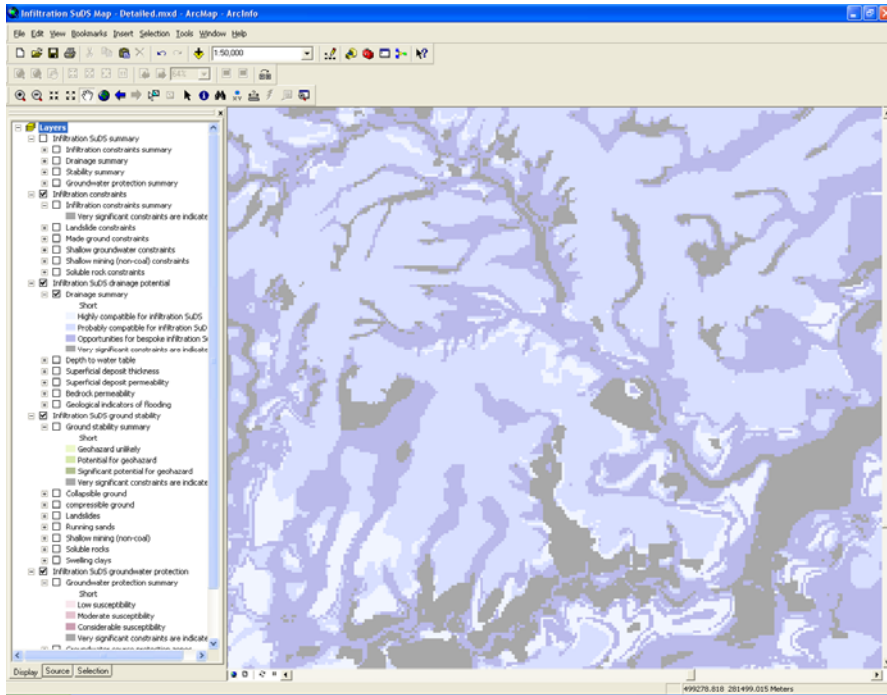 Infiltration SuDS Map - Detailed.mxd - ArcMap - ArcInfo
File Edit View Bookmarks Insert Selection Tools Window Help
1:50,000
64%
Layers
Infiltration SuDS summary
Infiltration constraints summary
Drainage summary
Stability summary
Groundwater protection summary
Infiltration constraints
Infiltration constraints summary
Very significant constraints are indicate
Landslide constraints
Made ground constraints
Shallow groundwater constraints
Shallow mining (non-coal) constraints
Soluble rock constraints
Infiltration SuDS drainage potential
Drainage summary
Short
Highly compatible for infiltration SuDS
Probably compatible for infiltration SuD
Opportunities for bespoke infiltration S
Very significant constraints are indicate
Depth to water table
Superficial deposit thickness
Superficial deposit permeability
Bedrock permeability
Geological indicators of flooding
Infiltration SuDS ground stability
Ground stability summary
Short
Geohazard unlikely
Potential for geohazard
Significant potential for geohazard
Very significant constraints are indicate
Collapsible ground
compressible ground
Landslides
Running sands
Shallow mining (non-coal)
Soluble rocks
Swelling clays
Infiltration SuDS groundwater protection
Groundwater protection summary
Short
Low susceptibility
Moderate susceptibility
Considerable susceptibility
Very significant constraints are indicate
Groundwater source protection zones
Display Source Selection
499278.818 281499.015 Meters